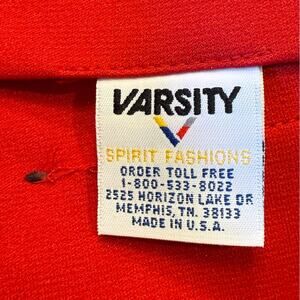 VARSITY
SPIRIT FASHIONS
ORDER TOLL FREE
1-800-533-8022
2525 HORIZON LAKE DR
MEMPHIS, TN. 38133
MADE IN U.S.A.